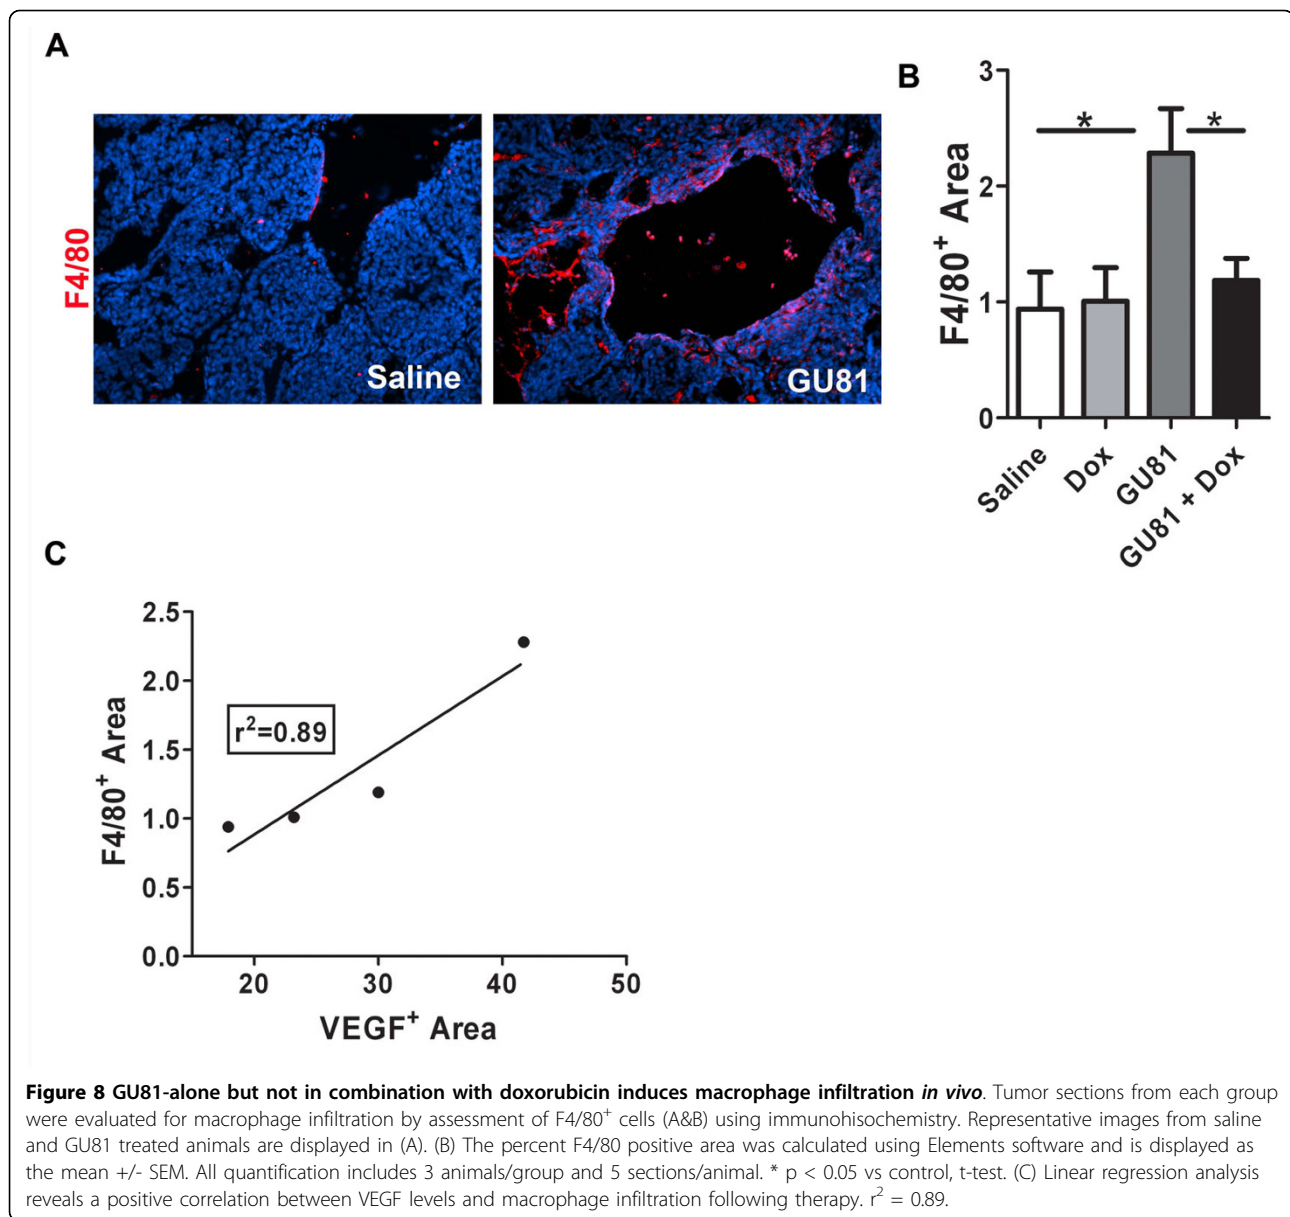 A
F4/80
Saline
GU81
B
F4/80⁺ Area
3
2
1
0
*
*
Saline
Dox
GU81
GU81 + Dox
C
F4/80⁺ Area
2.5
2.0
1.5
1.0
0.5
0.0
r²=0.89
20
30
40
50
VEGF⁺ Area
Figure 8 GU81-alone but not in combination with doxorubicin induces macrophage infiltration in vivo. Tumor sections from each group
were evaluated for macrophage infiltration by assessment of F4/80⁺ cells (A&B) using immunohisochemistry. Representative images from saline
and GU81 treated animals are displayed in (A). (B) The percent F4/80 positive area was calculated using Elements software and is displayed as
the mean +/- SEM. All quantification includes 3 animals/group and 5 sections/animal. * p < 0.05 vs control, t-test. (C) Linear regression analysis
reveals a positive correlation between VEGF levels and macrophage infiltration following therapy. r² = 0.89.